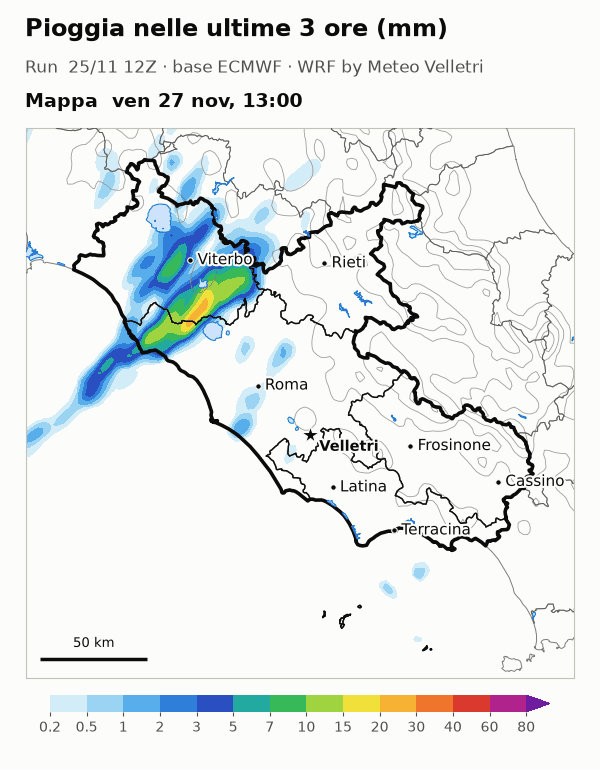 Pioggia nelle ultime 3 ore (mm)
Run  25/11 12Z · base ECMWF · WRF by Meteo Velletri
Mappa  ven 27 nov, 13:00
Viterbo
Rieti
Roma
Velletri
Frosinone
Latina
Cassino
Terracina
50 km
0.2 0.5 1 2 3 5 7 10 15 20 30 40 60 80